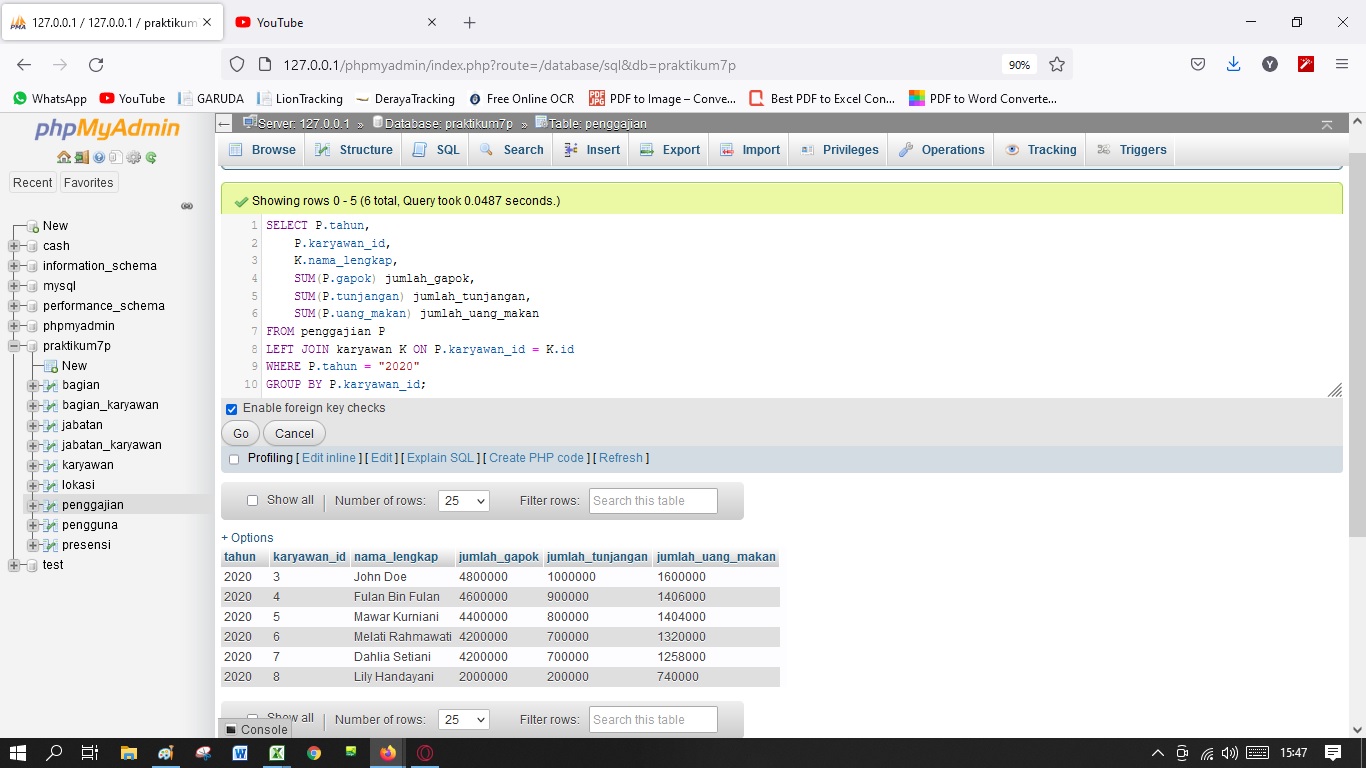 127.0.0.1 / 127.0.0.1 / praktikum
YouTube
127.0.0.1/phpmyadmin/index.php?route=/database/sql&db=praktikum7p
90%
Y
WhatsApp YouTube GARUDA LionTracking DerayaTracking Free Online OCR PDF to Image – Conve... Best PDF to Excel Con... PDF to Word Converte...
phpMyAdmin
Recent Favorites
New
cash
information_schema
mysql
performance_schema
phpmyadmin
praktikum7p
New
bagian
bagian_karyawan
jabatan
jabatan_karyawan
karyawan
lokasi
penggajian
pengguna
presensi
test
Server: 127.0.0.1 » Database: praktikum7p » Table: penggajian
Browse Structure SQL Search Insert Export Import Privileges Operations Tracking Triggers
Showing rows 0 - 5 (6 total, Query took 0.0487 seconds.)
1 SELECT P.tahun,
2 P.karyawan_id,
3 K.nama_lengkap,
4 SUM(P.gapok) jumlah_gapok,
5 SUM(P.tunjangan) jumlah_tunjangan,
6 SUM(P.uang_makan) jumlah_uang_makan
7 FROM penggajian P
8 LEFT JOIN karyawan K ON P.karyawan_id = K.id
9 WHERE P.tahun = "2020"
10 GROUP BY P.karyawan_id;
Enable foreign key checks
Go Cancel
Profiling [ Edit inline ] [ Edit ] [ Explain SQL ] [ Create PHP code ] [ Refresh ]
Show all | Number of rows: 25 Filter rows: Search this table
+ Options
tahun karyawan_id nama_lengkap jumlah_gapok jumlah_tunjangan jumlah_uang_makan
2020 3 John Doe 4800000 1000000 1600000
2020 4 Fulan Bin Fulan 4600000 900000 1406000
2020 5 Mawar Kurniani 4400000 800000 1404000
2020 6 Melati Rahmawati 4200000 700000 1320000
2020 7 Dahlia Setiani 4200000 700000 1258000
2020 8 Lily Handayani 2000000 200000 740000
Show all | Number of rows: 25 Filter rows: Search this table
Console
15:47